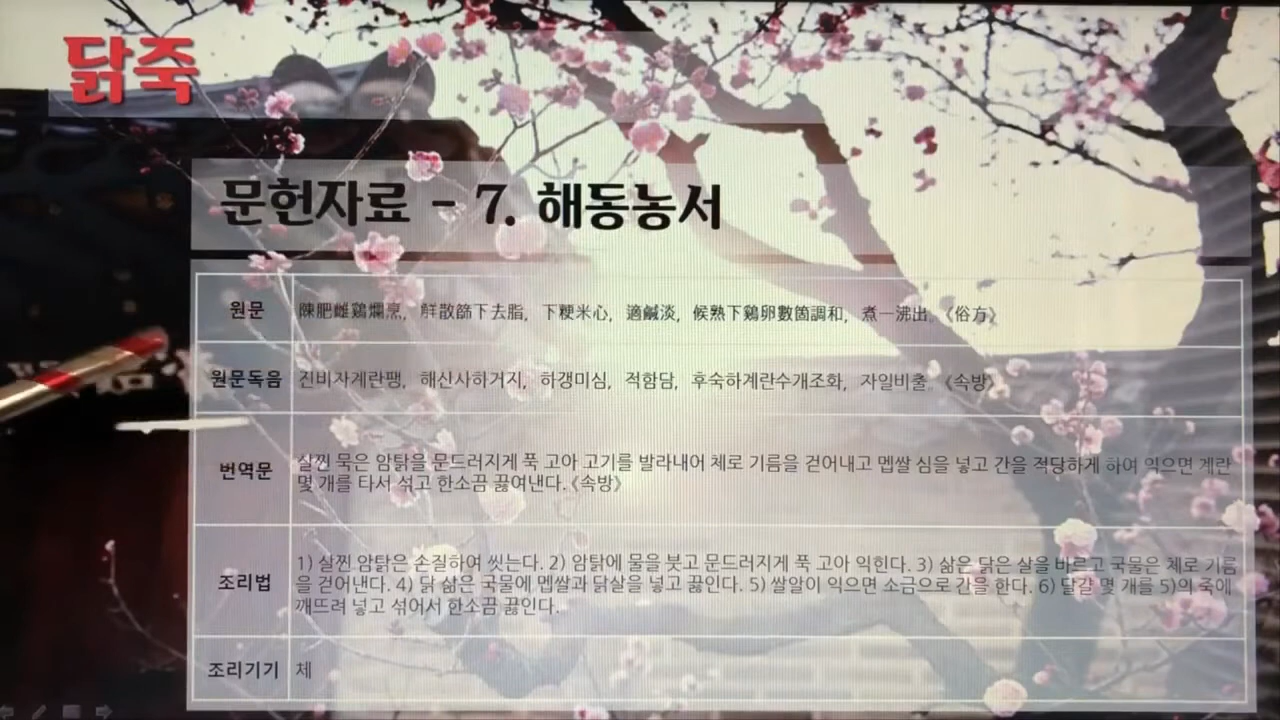 닭죽
문헌자료 - 7. 해동농서
원문
陳肥雌鷄爛烹, 解散篩下去脂, 下粳米心, 適鹹淡, 候熟下鷄卵數箇調和, 煮一沸出。《俗方》
원문독음
진비자계란팽, 해산사하거지, 하갱미심, 적함담, 후숙하계란수개조화, 자일비출。《속방》
번역문
살찐 묵은 암탉을 문드러지게 푹 고아 고기를 발라내어 체로 기름을 걷어내고 멥쌀 심을 넣고 간을 적당하게 하여 익으면 계란
몇 개를 타서 섞고 한소끔 끓여낸다.《속방》
조리법
1) 살찐 암탉은 손질하여 씻는다. 2) 암탉에 물을 붓고 문드러지게 푹 고아 익힌다. 3) 삶은 닭은 살을 바르고 국물은 체로 기름
을 걷어낸다. 4) 닭 삶은 국물에 멥쌀과 닭살을 넣고 끓인다. 5) 쌀알이 익으면 소금으로 간을 한다. 6) 달걀 몇 개를 5)의 죽에
깨뜨려 넣고 섞어서 한소끔 끓인다.
조리기기
체